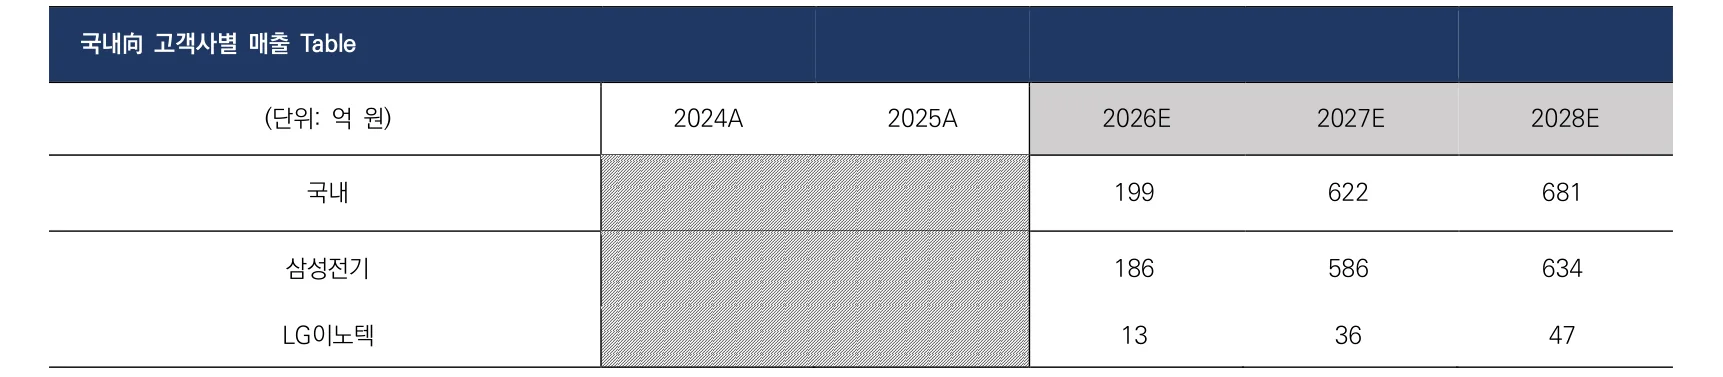 국내向 고객사별 매출 Table
(단위: 억 원) 2024A 2025A 2026E 2027E 2028E
국내 199 622 681
삼성전기 186 586 634
LG이노텍 13 36 47